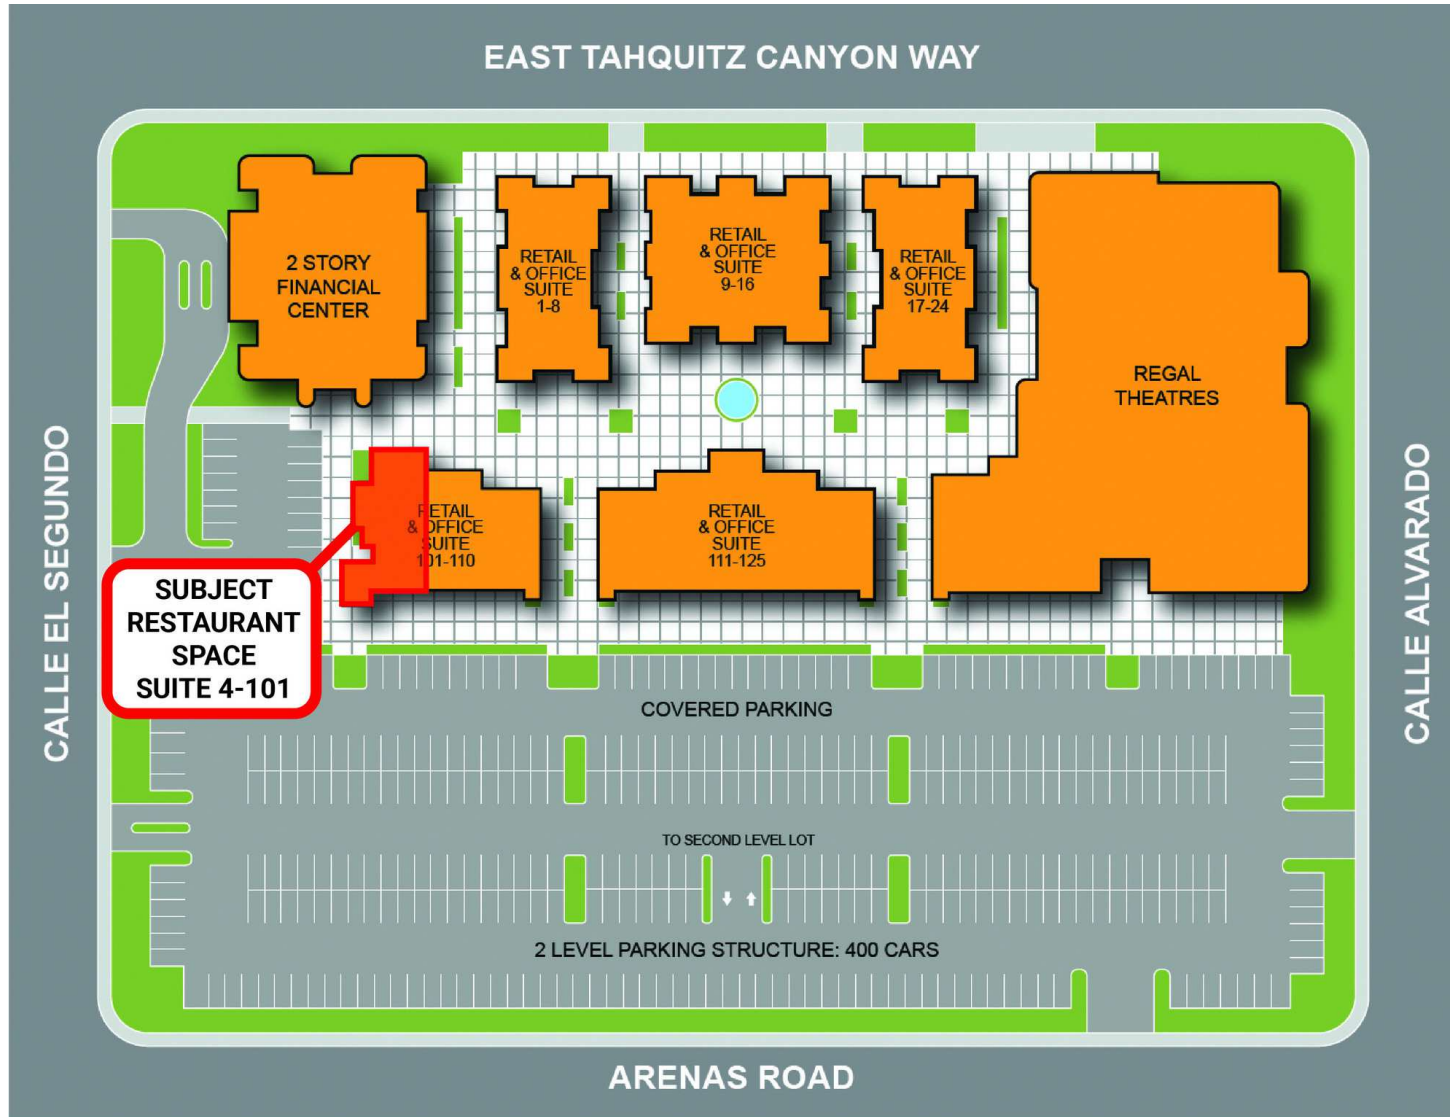 EAST TAHQUITZ CANYON WAY
2 STORY
FINANCIAL
CENTER
RETAIL
& OFFICE
SUITE
1-8
RETAIL
& OFFICE
SUITE
9-16
RETAIL
& OFFICE
SUITE
17-24
REGAL
THEATRES
CALLE EL SEGUNDO
CALLE ALVARADO
RETAIL
& OFFICE
SUITE
101-110
RETAIL
& OFFICE
SUITE
111-125
SUBJECT
RESTAURANT
SPACE
SUITE 4-101
COVERED PARKING
TO SECOND LEVEL LOT
2 LEVEL PARKING STRUCTURE: 400 CARS
ARENAS ROAD